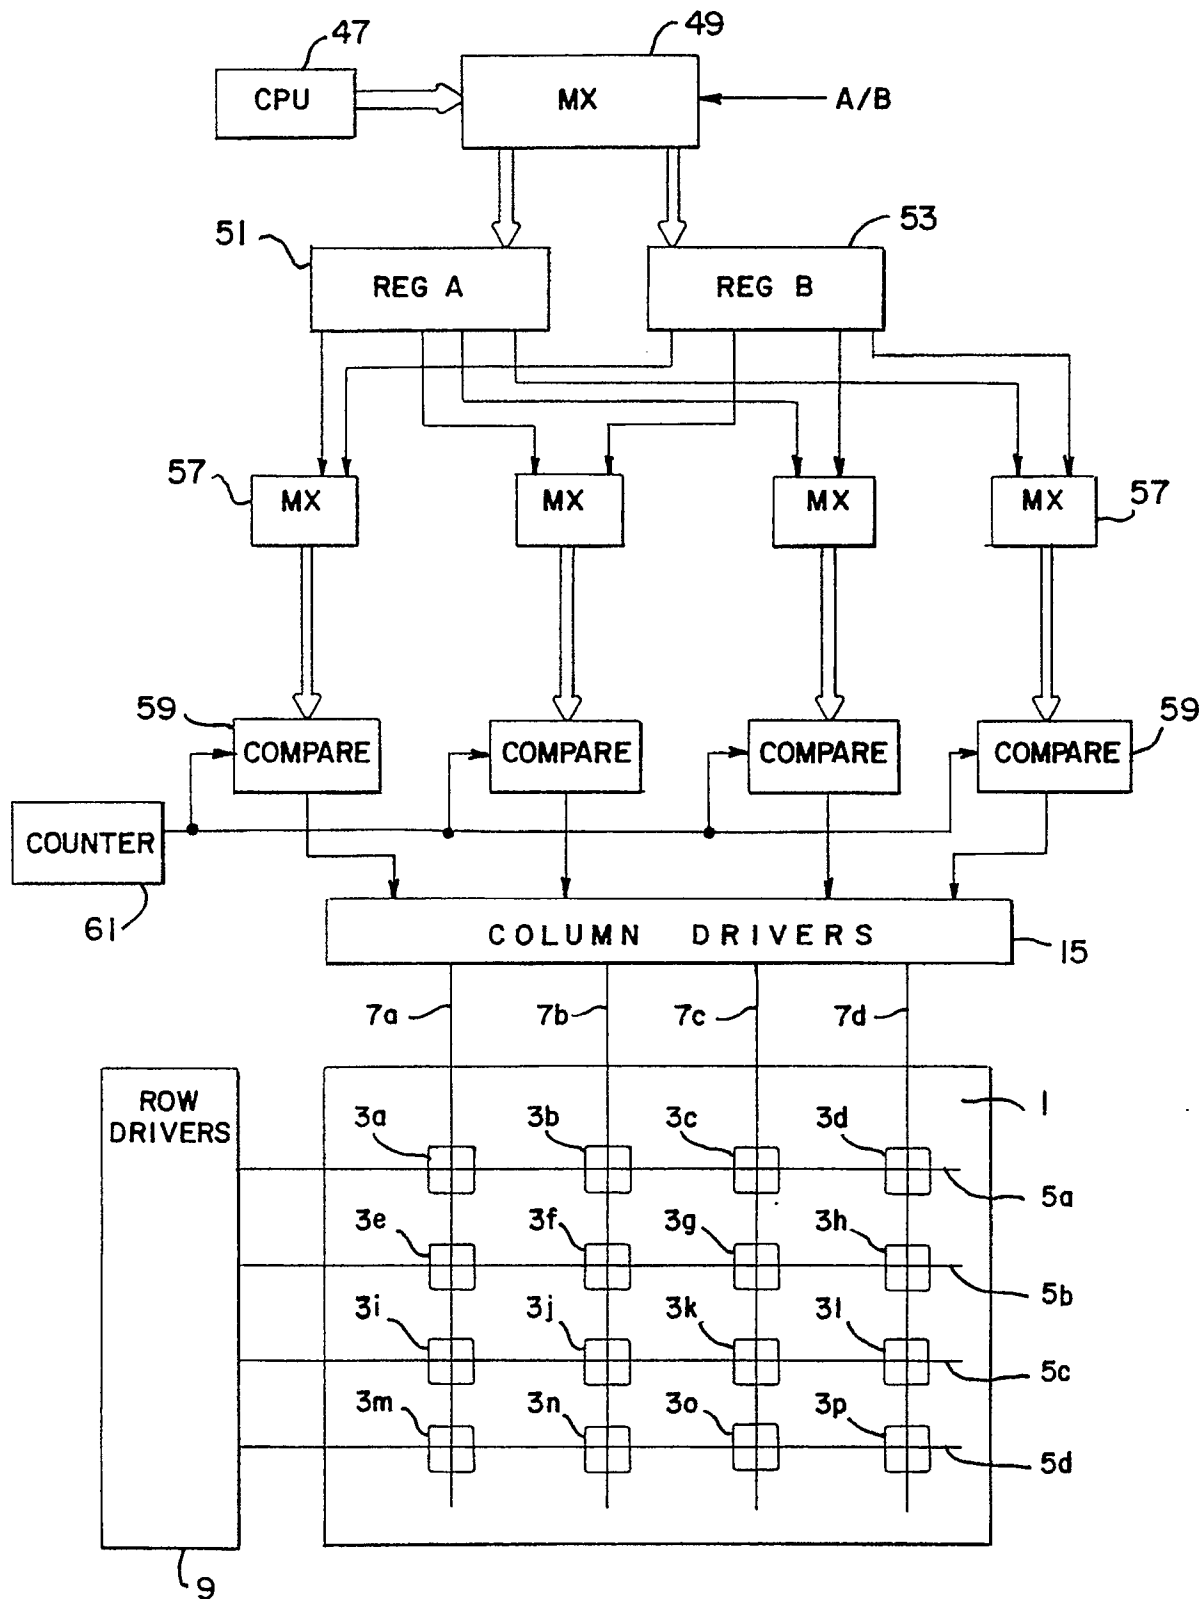 47
49
CPU
MX
A/B
51
53
REG A
REG B
57
MX
MX
MX
MX
57
59
COMPARE
COMPARE
COMPARE
COMPARE
59
COUNTER
61
COLUMN DRIVERS
15
7a
7b
7c
7d
ROW
DRIVERS
1
3a
3b
3c
3d
5a
3e
3f
3g
3h
5b
3i
3j
3k
3l
5c
3m
3n
3o
3p
5d
9